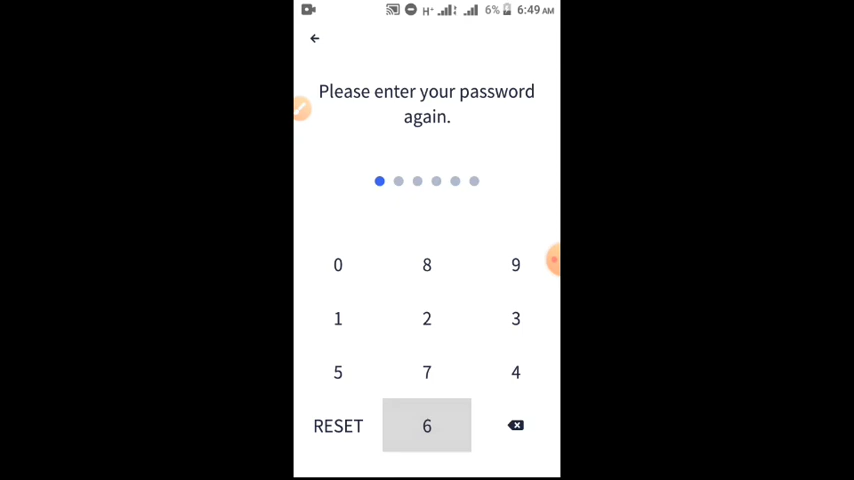 H+ 6% 6:49 AM
Please enter your password
again.
0 8 9
1 2 3
5 7 4
RESET 6